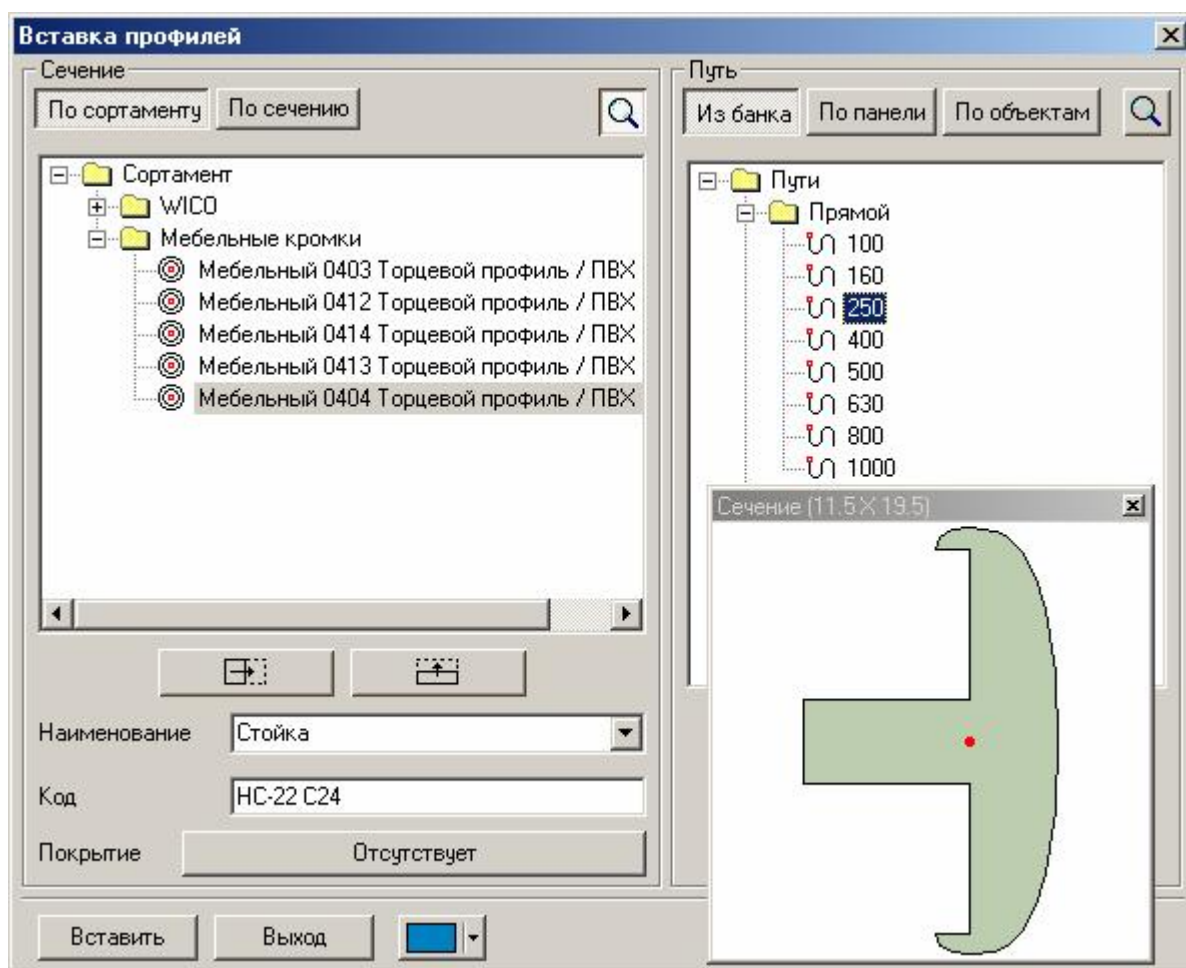 Вставка профилей
Сечение
По сортаменту По сечению
Сортамент
WICO
Мебельные кромки
Мебельный 0403 Торцевой профиль / ПВХ
Мебельный 0412 Торцевой профиль / ПВХ
Мебельный 0414 Торцевой профиль / ПВХ
Мебельный 0413 Торцевой профиль / ПВХ
Мебельный 0404 Торцевой профиль / ПВХ
Наименование Стойка
Код НС-22 С24
Покрытие Отсутствует
Вставить Выход
Путь
Из банка По панели По объектам
Пути
Прямой
100
160
250
400
500
630
800
1000
Сечение (11.5 X 19.5)